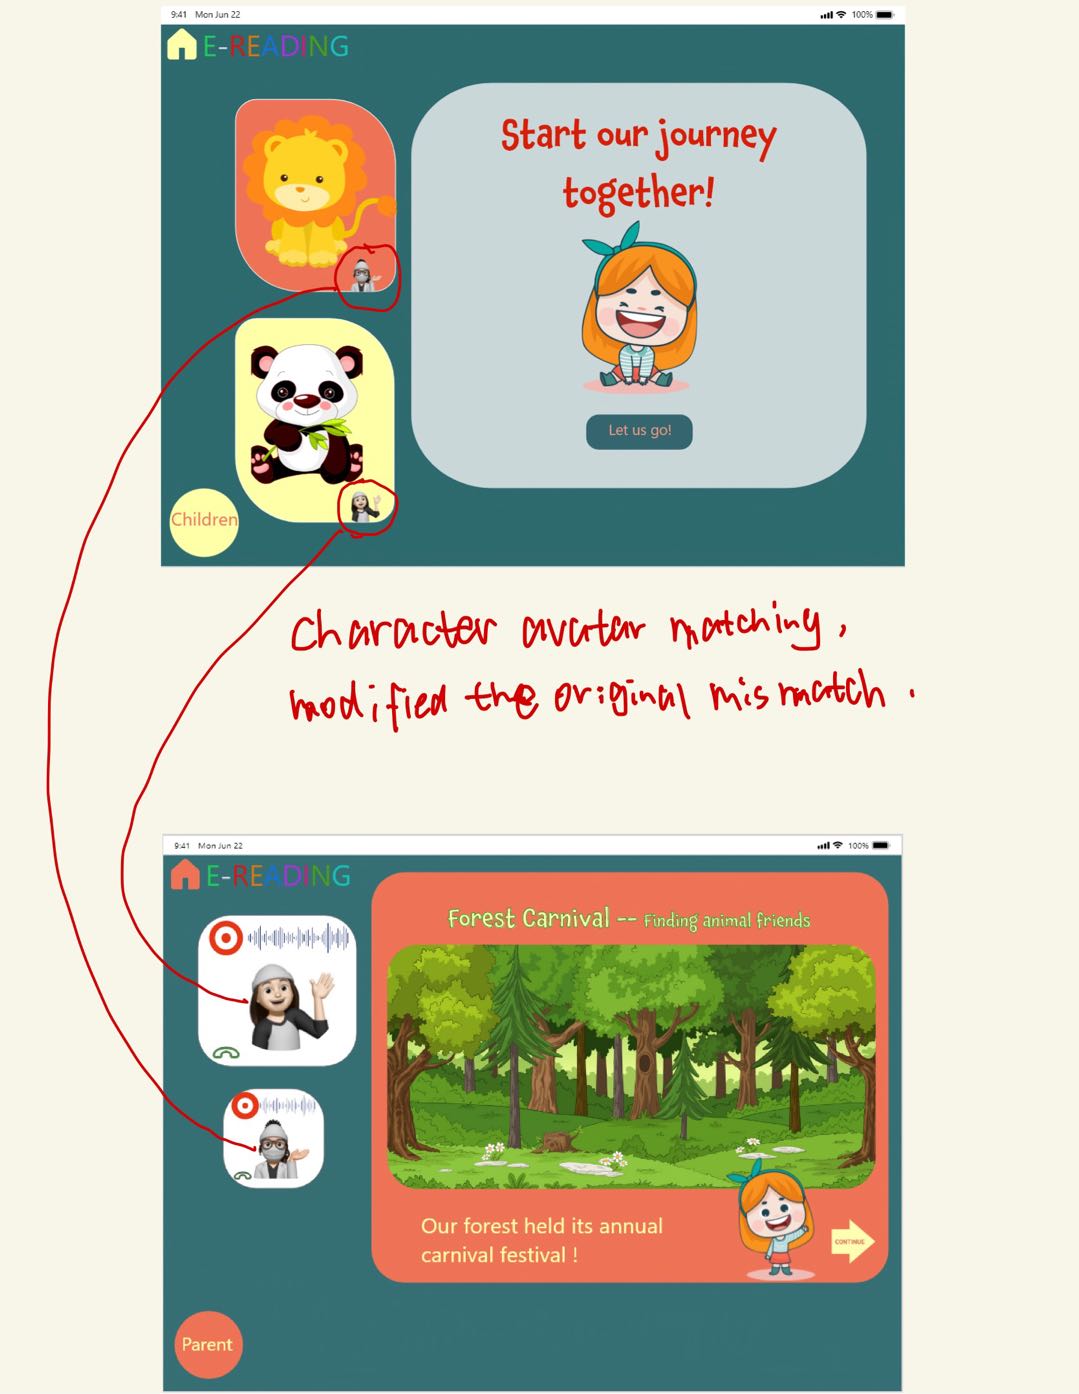 9:41 Mon Jun 22 100%
E-READING
Start our journey
together!
Let us go!
Children
Character avatar matching,
modified the original mismatch.
9:41 Mon Jun 22 100%
E-READING
Forest Carnival -- Finding animal friends
Our forest held its annual
carnival festival !
CONTINUE
Parent